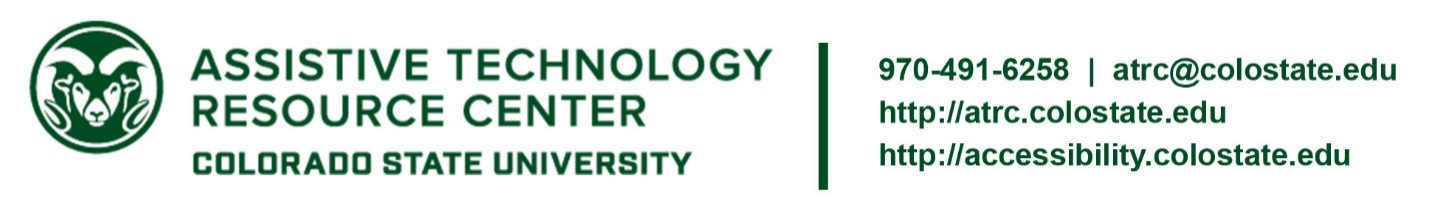 ASSISTIVE TECHNOLOGY
RESOURCE CENTER
COLORADO STATE UNIVERSITY
970-491-6258 | atrc@colostate.edu
http://atrc.colostate.edu
http://accessibility.colostate.edu